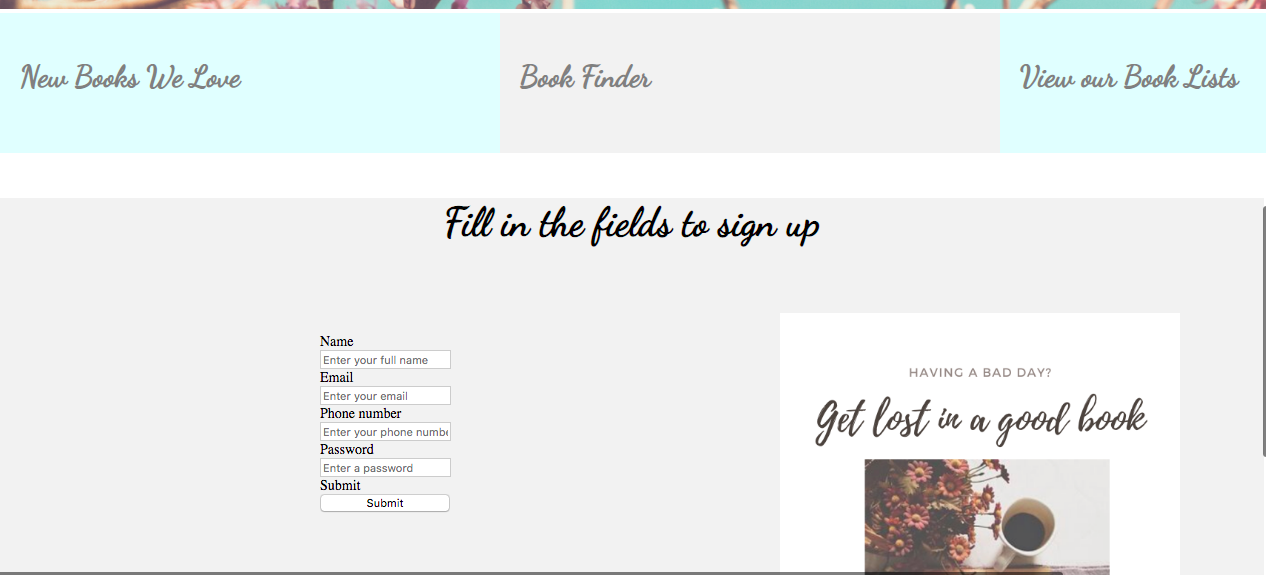 New Books We Love
Book Finder
View our Book Lists
Fill in the fields to sign up
Name
Enter your full name
Email
Enter your email
Phone number
Enter your phone numbe
Password
Enter a password
Submit
Submit
HAVING A BAD DAY?
Get lost in a good book